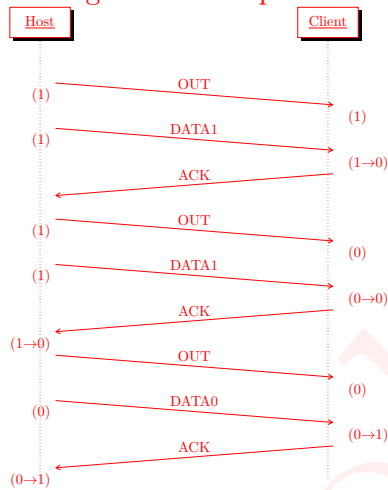 Host Client
OUT
(1)
(1)
DATA1
(1)
(1→0)
ACK
OUT
(1)
(0)
DATA1
(1)
(0→0)
ACK
(1→0)
OUT
(0)
DATA0
(0)
(0→1)
ACK
(0→1)